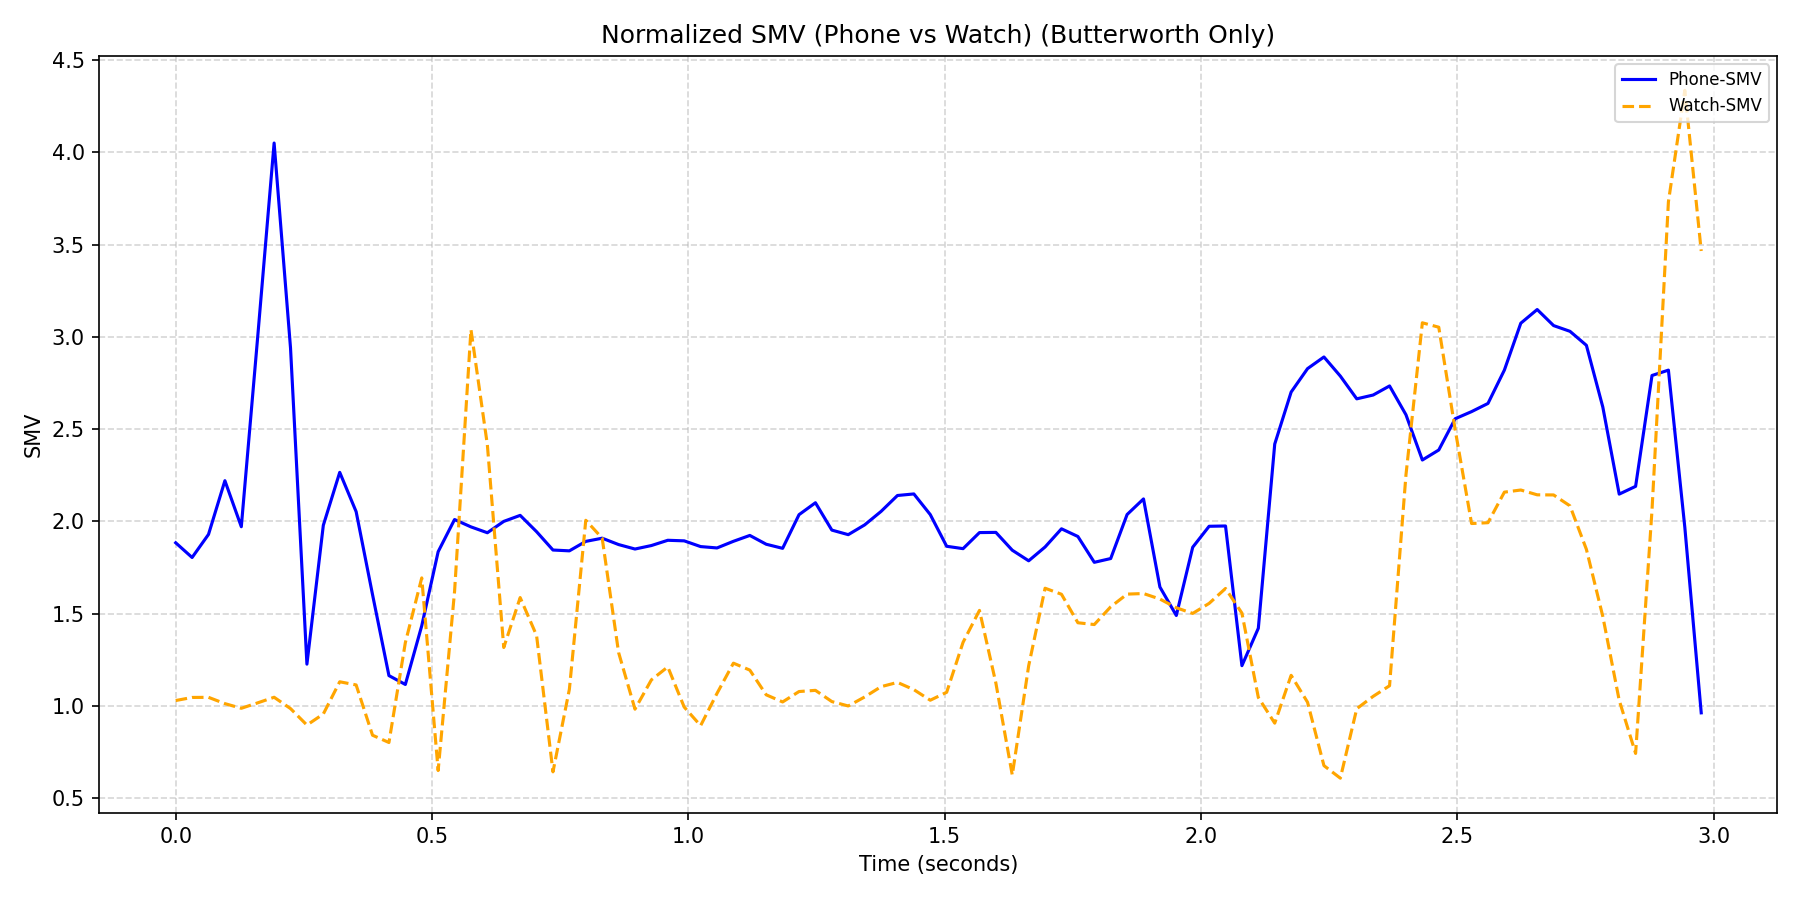 Normalized SMV (Phone vs Watch) (Butterworth Only)
4.5
4.0
3.5
3.0
2.5
2.0
1.5
1.0
0.5
SMV
Phone-SMV
Watch-SMV
0.0 0.5 1.0 1.5 2.0 2.5 3.0
Time (seconds)